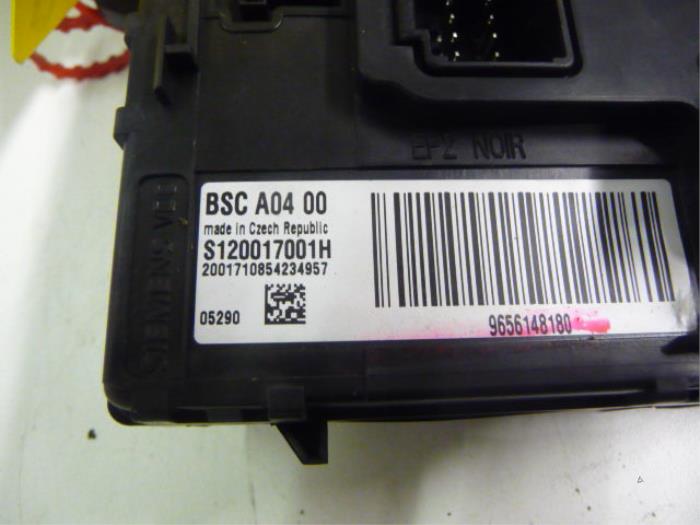 EP2 NOIR
SIEMENS VDO
BSC A04 00
made in Czech Republic
S120017001H
2001710854234957
05290
9656148180